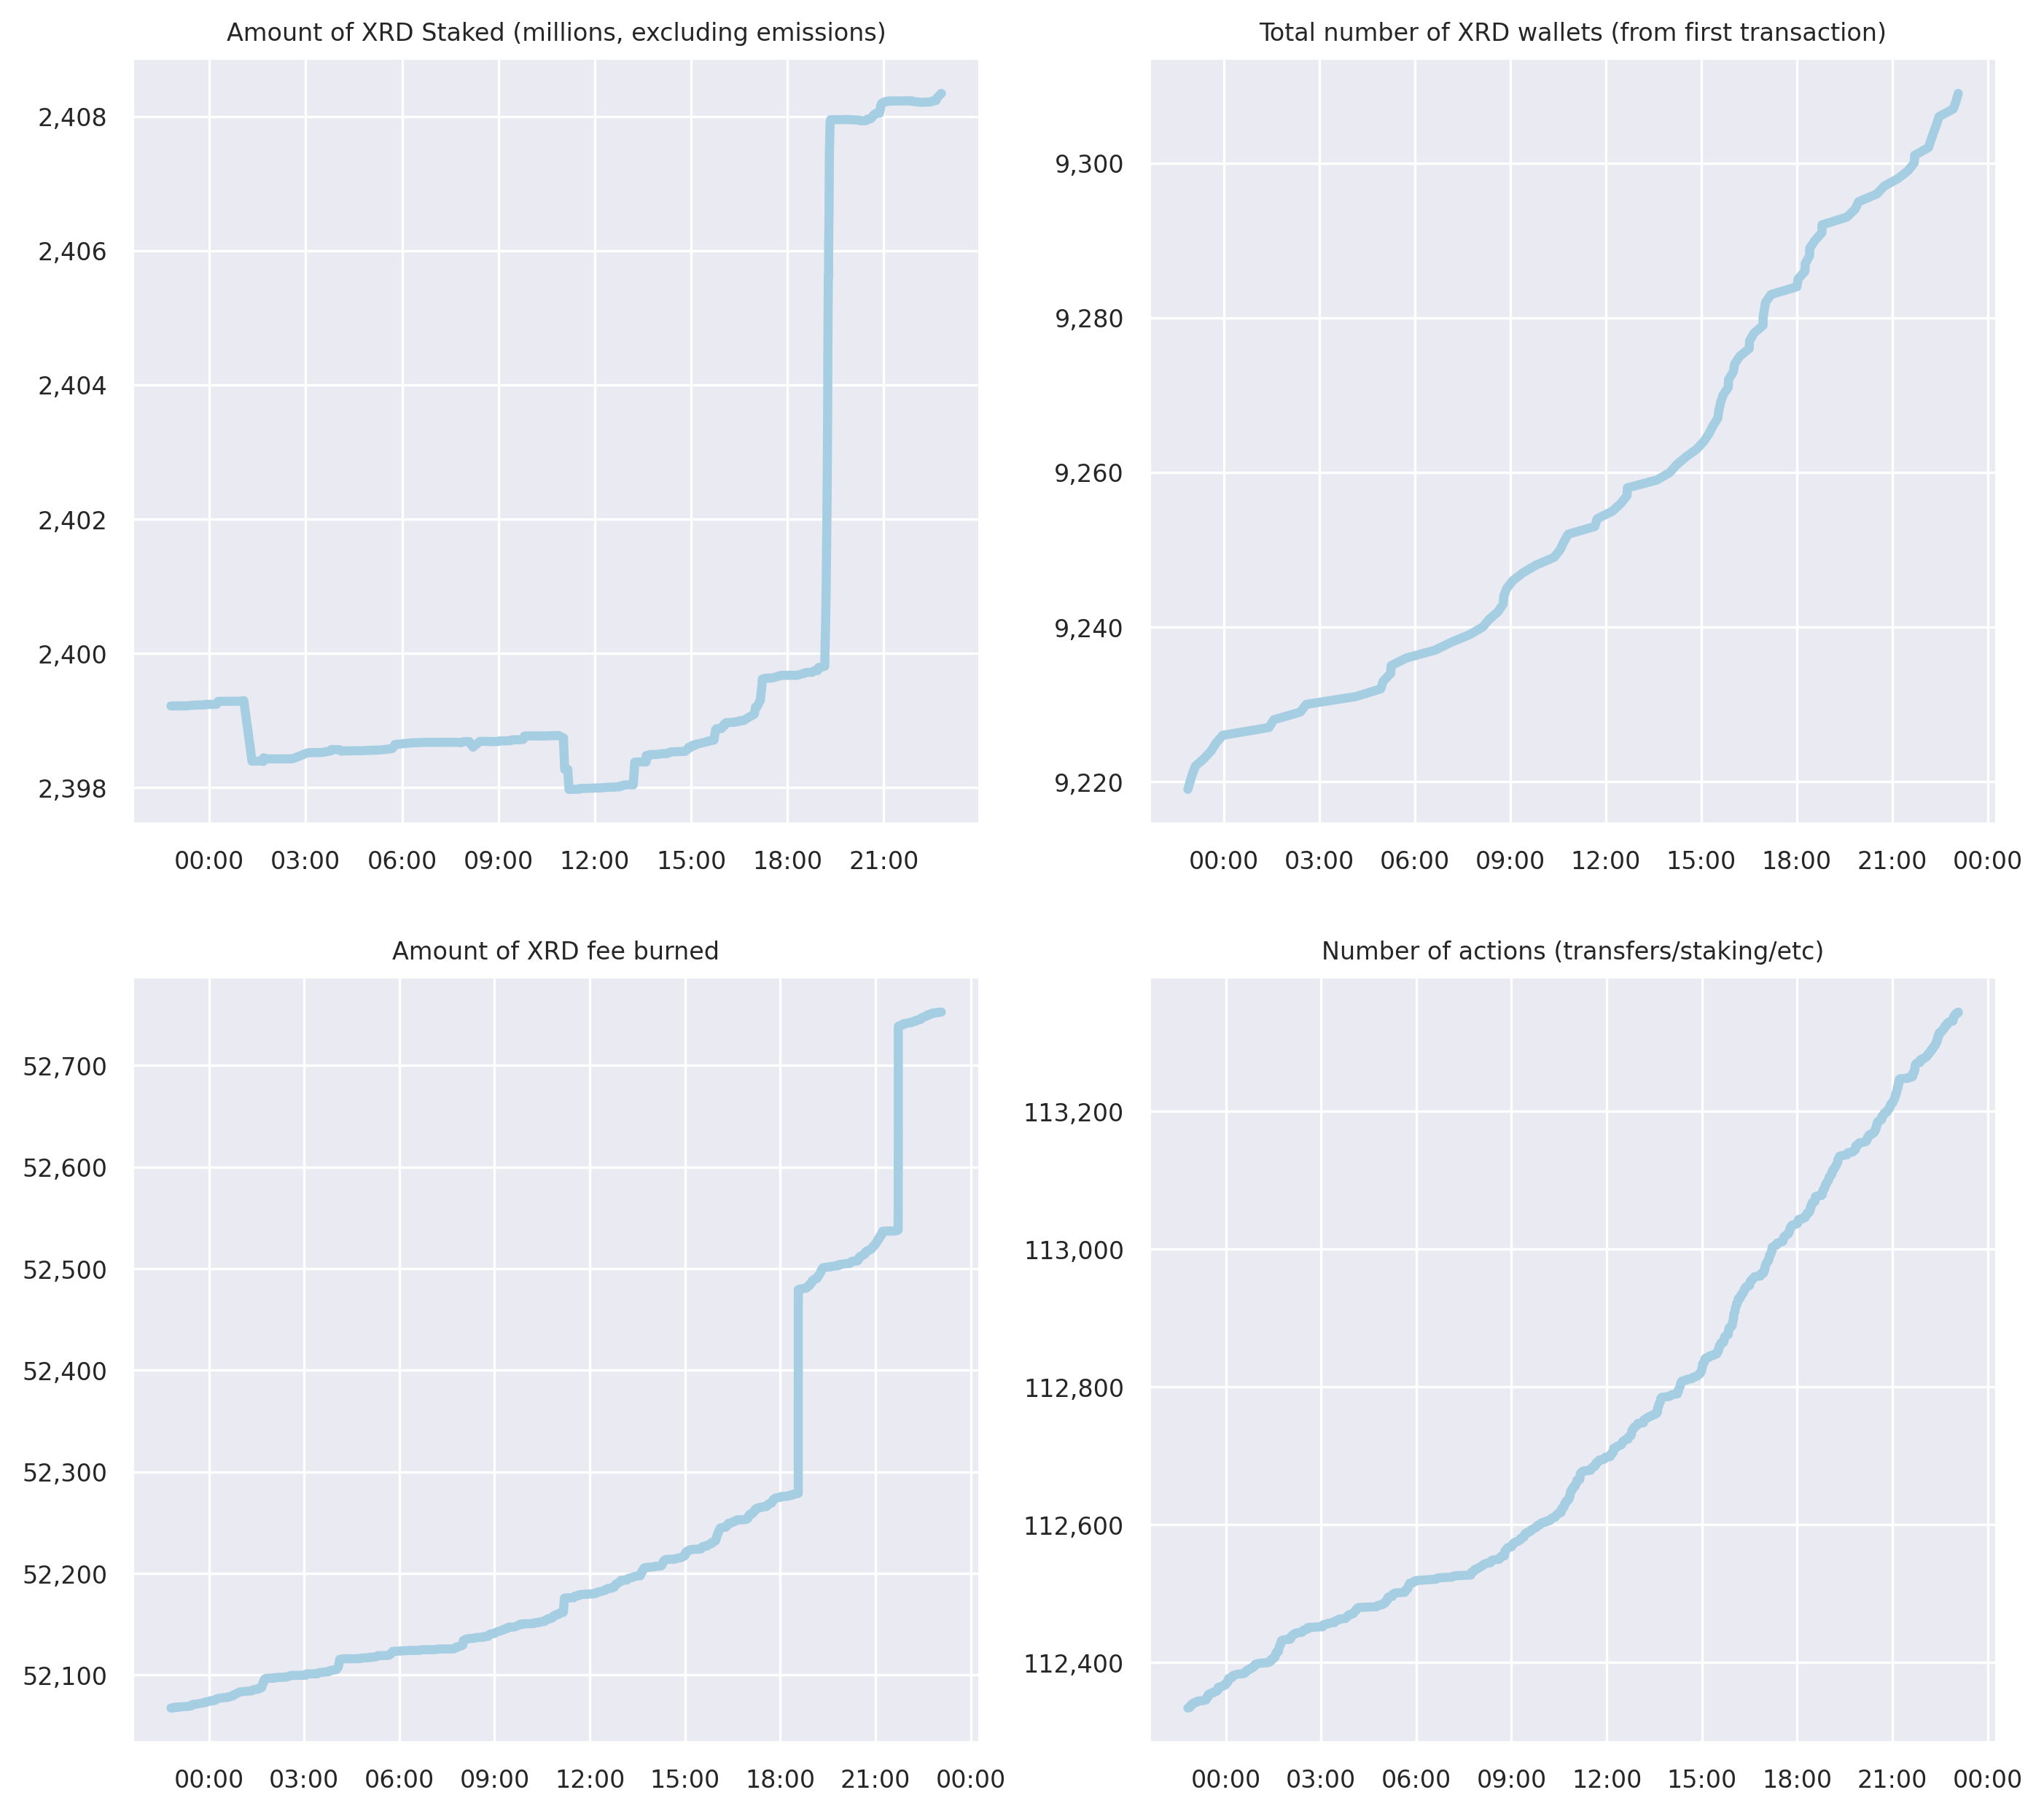 Amount of XRD Staked (millions, excluding emissions)
2,408
2,406
2,404
2,402
2,400
2,398
00:00 03:00 06:00 09:00 12:00 15:00 18:00 21:00
Total number of XRD wallets (from first transaction)
9,300
9,280
9,260
9,240
9,220
00:00 03:00 06:00 09:00 12:00 15:00 18:00 21:00 00:00
Amount of XRD fee burned
52,700
52,600
52,500
52,400
52,300
52,200
52,100
00:00 03:00 06:00 09:00 12:00 15:00 18:00 21:00 00:00
Number of actions (transfers/staking/etc)
113,200
113,000
112,800
112,600
112,400
00:00 03:00 06:00 09:00 12:00 15:00 18:00 21:00 00:00